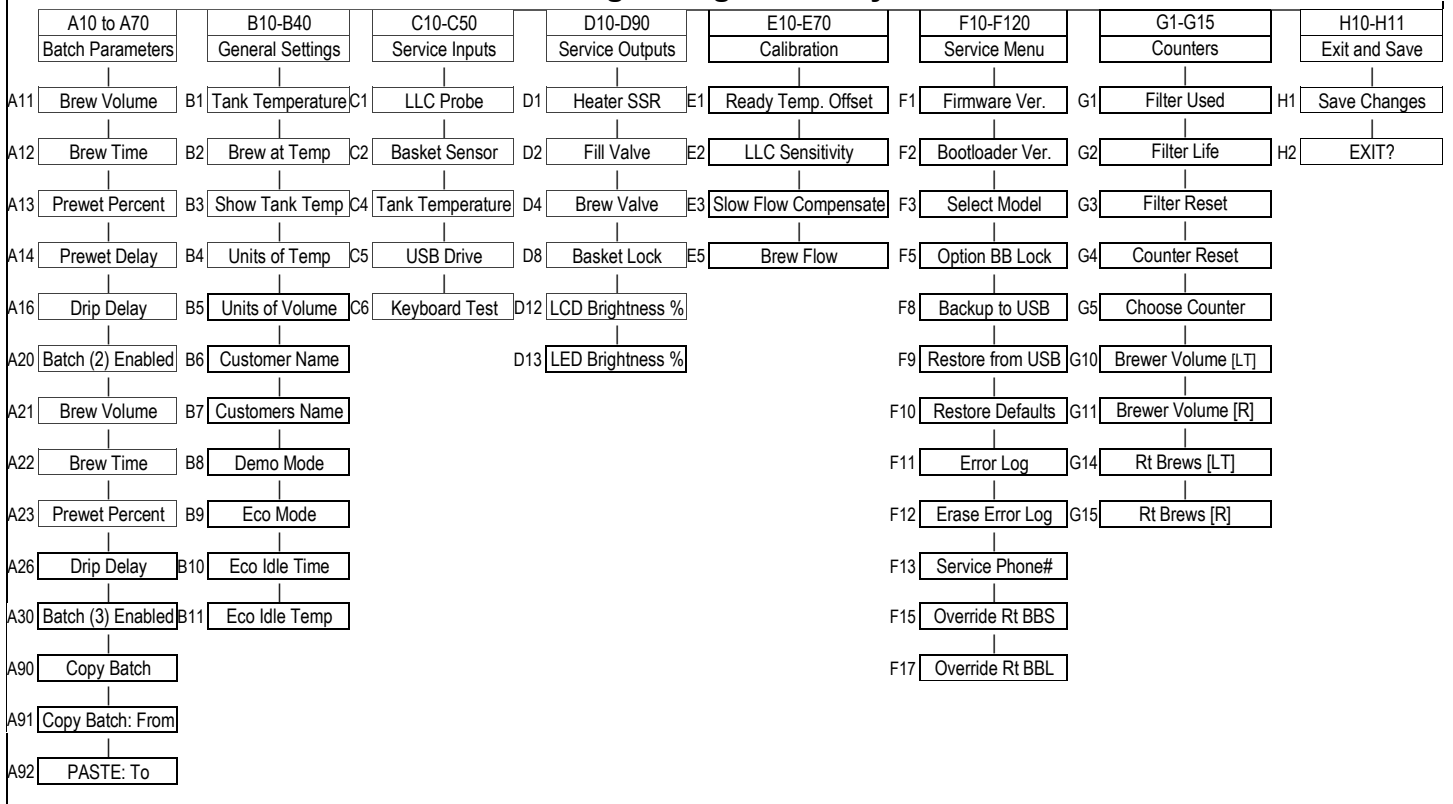 A10 to A70
Batch Parameters
A11 Brew Volume
A12 Brew Time
A13 Prewet Percent
A14 Prewet Delay
A16 Drip Delay
A20 Batch (2) Enabled
A21 Brew Volume
A22 Brew Time
A23 Prewet Percent
A26 Drip Delay
A30 Batch (3) Enabled
A90 Copy Batch
A91 Copy Batch: From
A92 PASTE: To
B10-B40
General Settings
B1 Tank Temperature
B2 Brew at Temp
B3 Show Tank Temp
B4 Units of Temp
B5 Units of Volume
B6 Customer Name
B7 Customers Name
B8 Demo Mode
B9 Eco Mode
B10 Eco Idle Time
B11 Eco Idle Temp
C10-C50
Service Inputs
C1 LLC Probe
C2 Basket Sensor
C4 Tank Temperature
C5 USB Drive
C6 Keyboard Test
D10-D90
Service Outputs
D1 Heater SSR
D2 Fill Valve
D4 Brew Valve
D8 Basket Lock
D12 LCD Brightness %
D13 LED Brightness %
E10-E70
Calibration
E1 Ready Temp. Offset
E2 LLC Sensitivity
E3 Slow Flow Compensate
E5 Brew Flow
F10-F120
Service Menu
F1 Firmware Ver.
F2 Bootloader Ver.
F3 Select Model
F5 Option BB Lock
F8 Backup to USB
F9 Restore from USB
F10 Restore Defaults
F11 Error Log
F12 Erase Error Log
F13 Service Phone#
F15 Override Rt BBS
F17 Override Rt BBL
G1-G15
Counters
G1 Filter Used
G2 Filter Life
G3 Filter Reset
G4 Counter Reset
G5 Choose Counter
G10 Brewer Volume [LT]
G11 Brewer Volume [R]
G14 Rt Brews [LT]
G15 Rt Brews [R]
H10-H11
Exit and Save
H1 Save Changes
H2 EXIT?